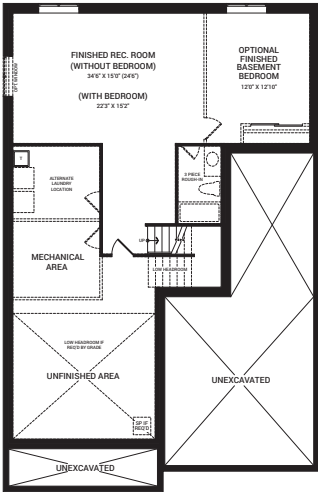 FINISHED REC. ROOM
(WITHOUT BEDROOM)
34'6" X 15'0" (24'6)
(WITH BEDROOM)
22'3" X 15'2"
OPTIONAL
FINISHED
BASEMENT
BEDROOM
12'0" X 12'10"
OPT. WINDOW
ALTERNATE
LAUNDRY
LOCATION
3 PIECE
ROUGH-IN
UP
LOW HEADROOM
MECHANICAL
AREA
LOW HEADROOM IF
REQ'D BY GRADE
UNFINISHED AREA
SP IF
REQ'D
UNEXCAVATED
UNEXCAVATED